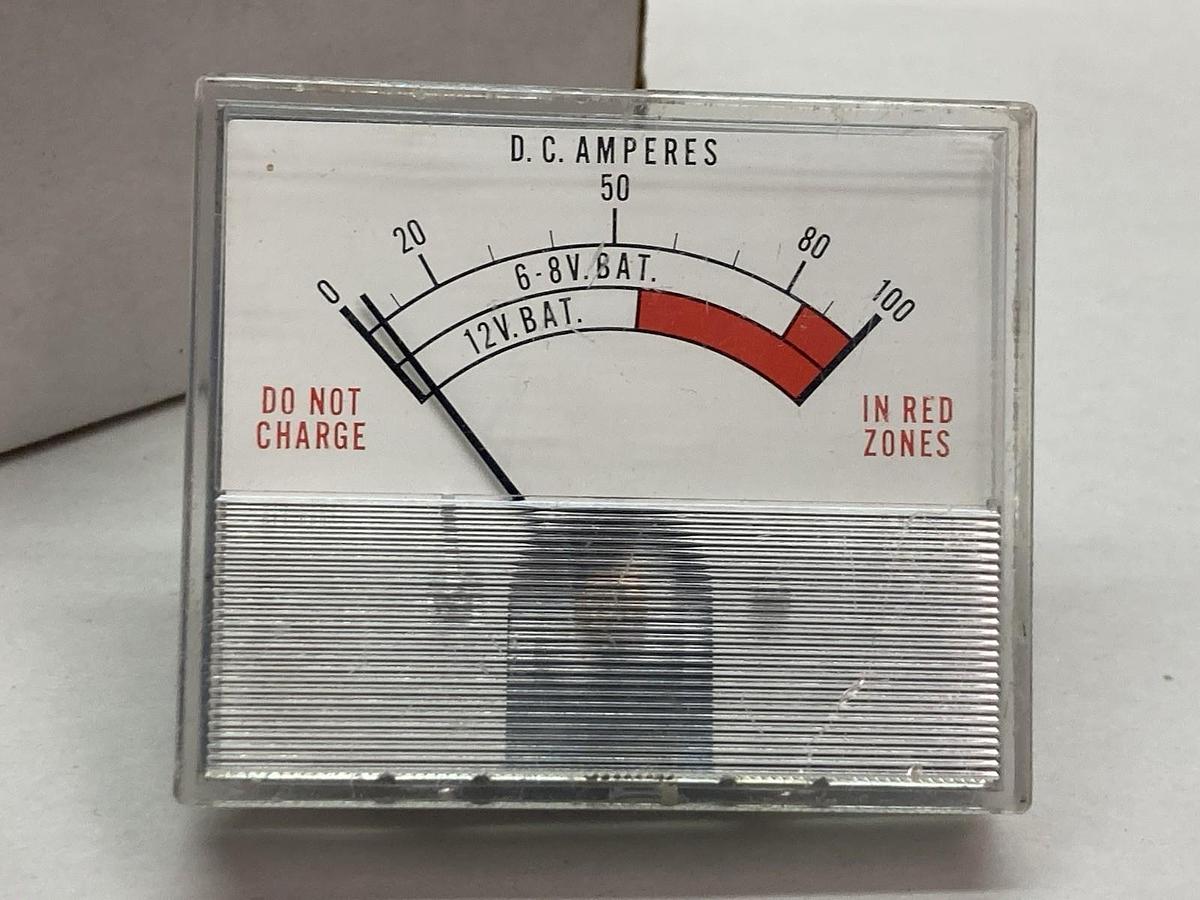 D. C. AMPERES
50
20
80
0
100
6-8V. BAT.
12V. BAT.
DO NOT
CHARGE
IN RED
ZONES